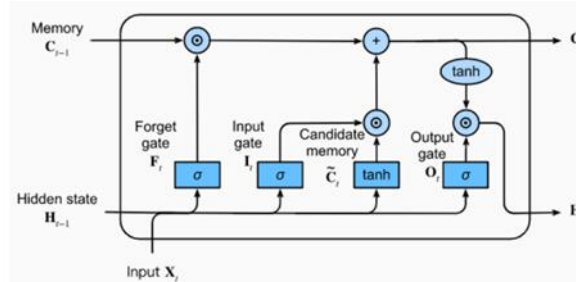 Memory
C_{t-1}
C
tanh
Forget gate
F_t
Input gate
I_t
Candidate memory
C̃_t
Output gate
O_t
σ
σ
tanh
σ
Hidden state
H_{t-1}
H
Input X_t